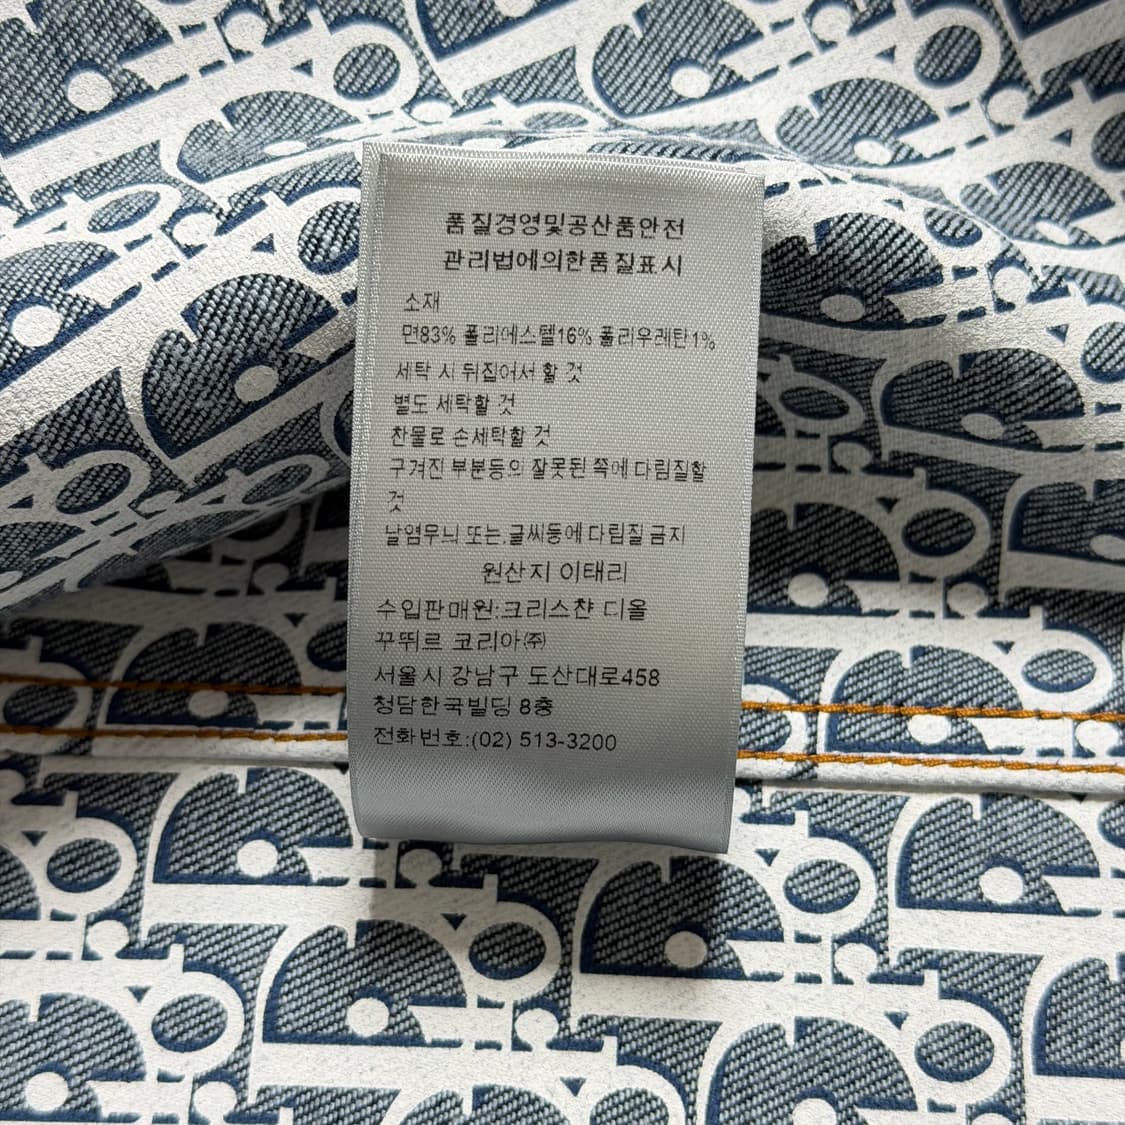 품질경영및공산품안전
관리법에의한품질표시
소재
면83% 폴리에스텔16% 폴리우레탄1%
세탁 시 뒤집어서 할 것
별도 세탁할 것
찬물로 손세탁할 것
구겨진 부분등의 잘못된 쪽에 다림질할
것
날염무늬 또는 글씨등에 다림질 금지
원산지 이태리
수입판매원:크리스챤 디올
꾸뛰르 코리아㈜
서울시 강남구 도산대로458
청담한국빌딩 8층
전화번호:(02) 513-3200